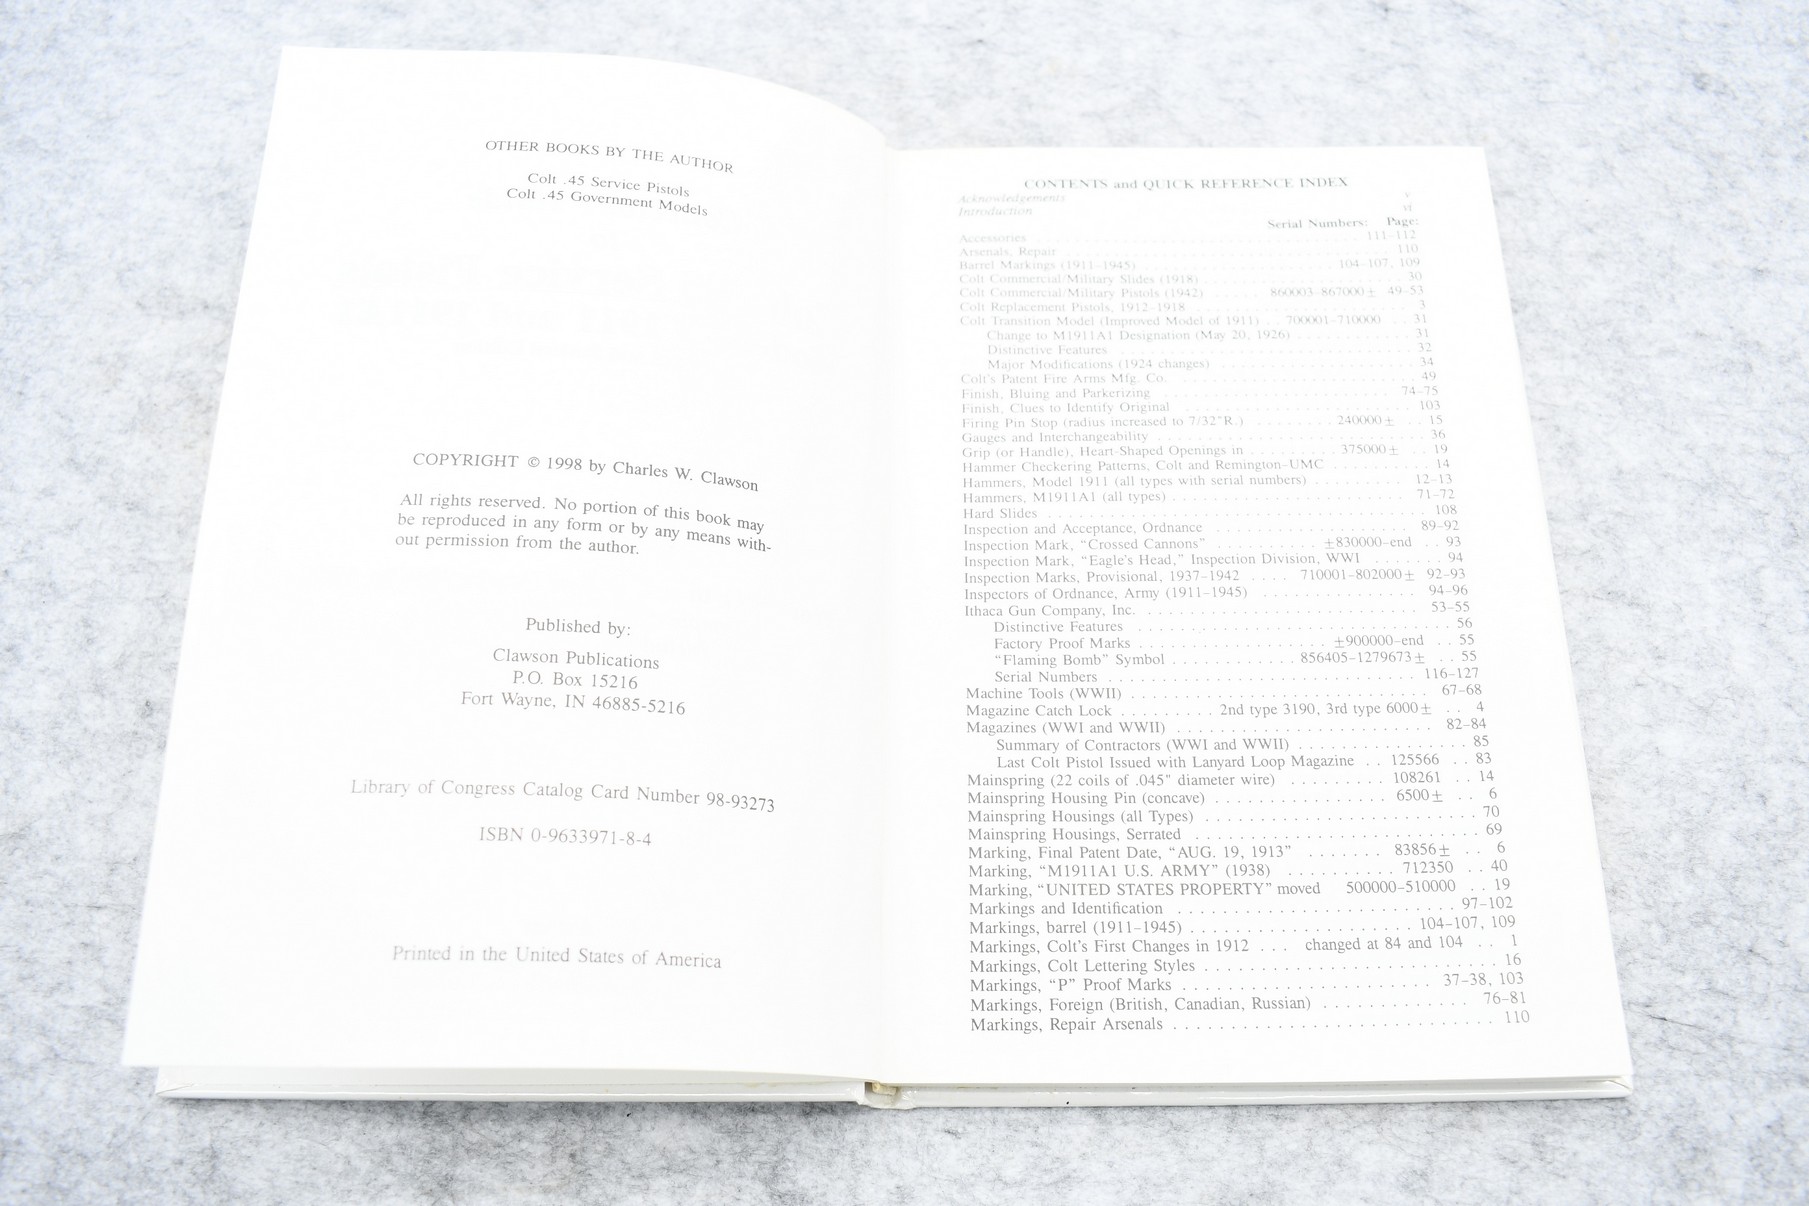 OTHER BOOKS BY THE AUTHOR
Colt .45 Service Pistols
Colt .45 Government Models
COPYRIGHT © 1998 by Charles W. Clawson
All rights reserved. No portion of this book may
be reproduced in any form or by any means with-
out permission from the author.
Published by:
Clawson Publications
P.O. Box 15216
Fort Wayne, IN 46885-5216
Library of Congress Catalog Card Number 98-93273
ISBN 0-9633971-8-4
Printed in the United States of America
CONTENTS and QUICK REFERENCE INDEX
Acknowledgements v
Introduction vi
Serial Numbers: Page:
Accessories . . . . . . . . . . 111-112
Arsenals, Repair . . . . . . . . . . 110
Barrel Markings (1911-1945) . . . . . . . . . . 104-107, 109
Colt Commercial/Military Slides (1918) . . . . . . . . . . 30
Colt Commercial/Military Pistols (1942) . . . . . 860003-867000± 49-53
Colt Replacement Pistols, 1912-1918 . . . . . . . . . . 3
Colt Transition Model (Improved Model of 1911) . . 700001-710000 . . 31
Change to M1911A1 Designation (May 20, 1926) . . . . . . . . . . 31
Distinctive Features . . . . . . . . . . 32
Major Modifications (1924 changes) . . . . . . . . . . 34
Colt's Patent Fire Arms Mfg. Co. . . . . . . . . . . 49
Finish, Bluing and Parkerizing . . . . . . . . . . 74-75
Finish, Clues to Identify Original . . . . . . . . . . 103
Firing Pin Stop (radius increased to 7/32"R.) . . . . . . . . 240000± . . 15
Gauges and Interchangeability . . . . . . . . . . 36
Grip (or Handle), Heart-Shaped Openings in . . . . . . . . 375000± . . 19
Hammer Checkering Patterns, Colt and Remington-UMC . . . . . . . . . . 14
Hammers, Model 1911 (all types with serial numbers) . . . . . . . . . 12-13
Hammers, M1911A1 (all types) . . . . . . . . . . 71-72
Hard Slides . . . . . . . . . . 108
Inspection and Acceptance, Ordnance . . . . . . . . . . 89-92
Inspection Mark, "Crossed Cannons" . . . . . . . . . . ±830000-end . . 93
Inspection Mark, "Eagle's Head," Inspection Division, WWI . . . . . . . 94
Inspection Marks, Provisional, 1937-1942 . . . . 710001-802000± 92-93
Inspectors of Ordnance, Army (1911-1945) . . . . . . . . . . 94-96
Ithaca Gun Company, Inc. . . . . . . . . . . 53-55
Distinctive Features . . . . . . . . . . 56
Factory Proof Marks . . . . . . . . . . ±900000-end . . 55
"Flaming Bomb" Symbol . . . . . . . . . . . 856405-1279673± . . 55
Serial Numbers . . . . . . . . . . 116-127
Machine Tools (WWII) . . . . . . . . . . 67-68
Magazine Catch Lock . . . . . . . . . 2nd type 3190, 3rd type 6000± . . 4
Magazines (WWI and WWII) . . . . . . . . . . 82-84
Summary of Contractors (WWI and WWII) . . . . . . . . . . 85
Last Colt Pistol Issued with Lanyard Loop Magazine . . 125566 . . 83
Mainspring (22 coils of .045" diameter wire) . . . . . . . . . 108261 . . 14
Mainspring Housing Pin (concave) . . . . . . . . . . 6500± . . 6
Mainspring Housings (all Types) . . . . . . . . . . 70
Mainspring Housings, Serrated . . . . . . . . . . 69
Marking, Final Patent Date, "AUG. 19, 1913" . . . . . . . 83856± . . 6
Marking, "M1911A1 U.S. ARMY" (1938) . . . . . . . . . . 712350 . . 40
Marking, "UNITED STATES PROPERTY" moved 500000-510000 . . 19
Markings and Identification . . . . . . . . . . 97-102
Markings, barrel (1911-1945) . . . . . . . . . . 104-107, 109
Markings, Colt's First Changes in 1912 . . . changed at 84 and 104 . . 1
Markings, Colt Lettering Styles . . . . . . . . . . 16
Markings, "P" Proof Marks . . . . . . . . . . 37-38, 103
Markings, Foreign (British, Canadian, Russian) . . . . . . . . . . 76-81
Markings, Repair Arsenals . . . . . . . . . . 110